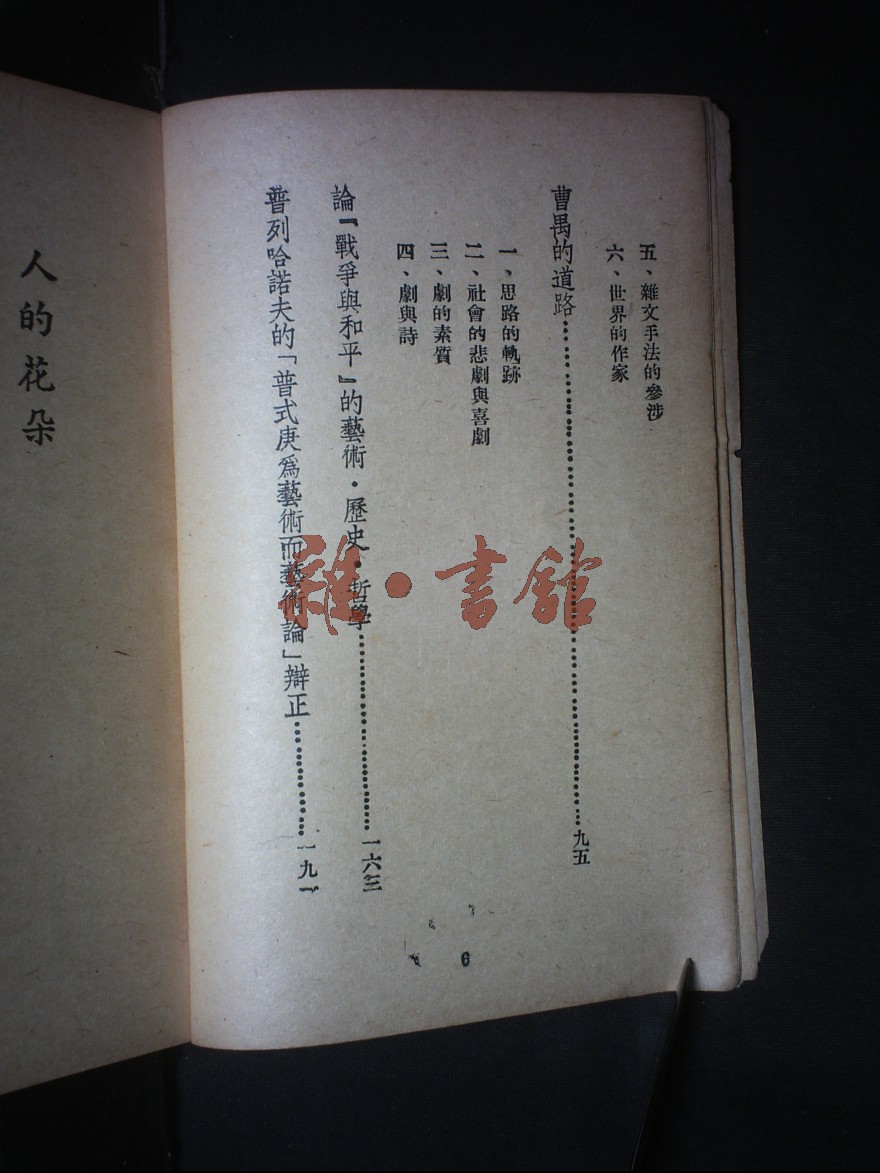 五、雜文手法的參涉
六、世界的作家
曹禺的道路……………………………九五
一、思路的軌跡
二、社會的悲劇與喜劇
三、劇的素質
四、劇與詩
論「戰爭與和平」的藝術·歷史·哲學……………一六三
普列哈諾夫的「普式庚爲藝術而藝術論」辯正…………一九一
6
人的花朵
雜·書舘